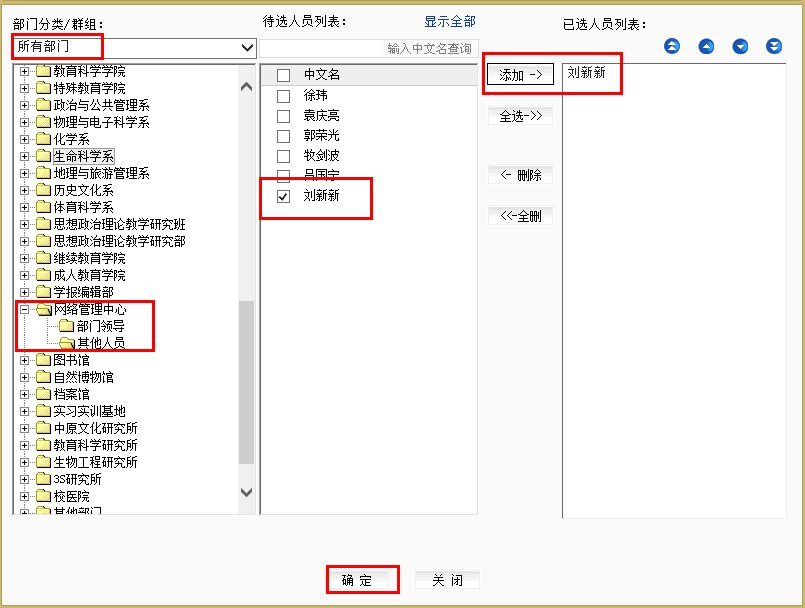 部门分类/群组:
待选人员列表:
显示全部
已选人员列表:
所有部门
输入中文名查询
教育科学学院
特殊教育学院
政治与公共管理系
物理与电子科学系
化学系
生命科学系
地理与旅游管理系
历史文化系
体育科学系
思想政治理论教学研究班
思想政治理论教学研究部
继续教育学院
成人教育学院
学报编辑部
网络管理中心
部门领导
其他人员
图书馆
自然博物馆
档案馆
实习实训基地
中原文化研究所
教育科学研究所
生物工程研究所
3S研究所
校医院
其他部门
中文名
徐玮
袁庆亮
郭荣光
牧剑波
吕国宁
刘新新
添加 ->
全选->>
<- 删除
<<-全删
刘新新
确 定
关 闭